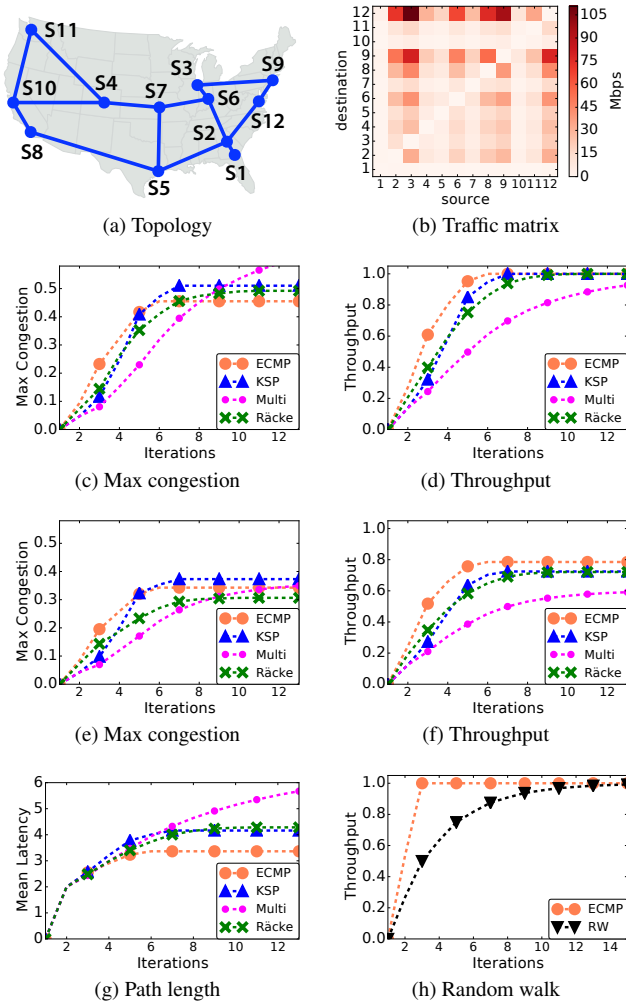 S11
S9
S3
S4
S7
S10
S6
S2
S12
S8
S1
S5
(a) Topology
destination
12
11
10
9
8
7
6
5
4
3
2
1
1 2 3 4 5 6 7 8 9 101112
source
105
90
75
60
45
30
15
0
Mbps
(b) Traffic matrix
Max Congestion
0.5
0.4
0.3
0.2
0.1
0.0
2 4 6 8 10 12
Iterations
ECMP
KSP
Multi
Räcke
(c) Max congestion
Throughput
1.0
0.8
0.6
0.4
0.2
0.0
2 4 6 8 10 12
Iterations
ECMP
KSP
Multi
Räcke
(d) Throughput
Max Congestion
0.5
0.4
0.3
0.2
0.1
0.0
2 4 6 8 10 12
Iterations
ECMP
KSP
Multi
Räcke
(e) Max congestion
Throughput
1.0
0.8
0.6
0.4
0.2
0.0
2 4 6 8 10 12
Iterations
ECMP
KSP
Multi
Räcke
(f) Throughput
Mean Latency
6
5
4
3
2
1
0
2 4 6 8 10 12
Iterations
ECMP
KSP
Multi
Räcke
(g) Path length
Throughput
1.0
0.8
0.6
0.4
0.2
0.0
2 4 6 8 10 12 14
Iterations
ECMP
RW
(h) Random walk